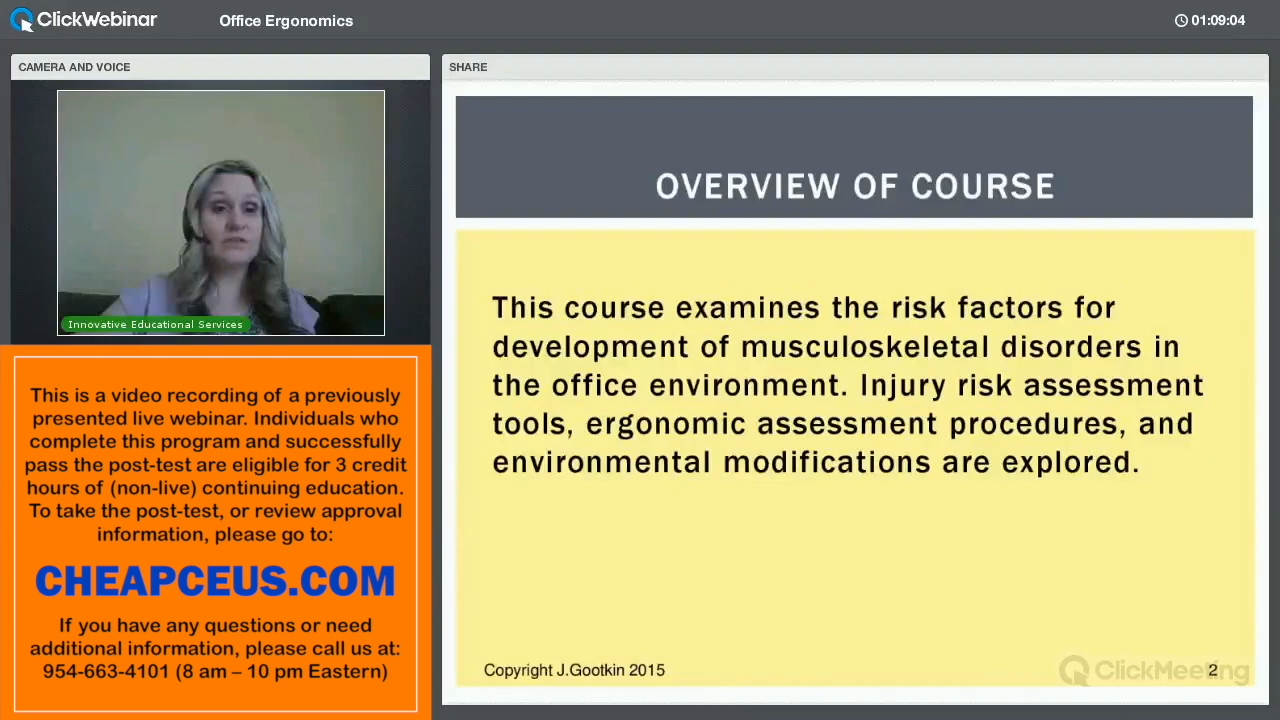 ClickWebinar
Office Ergonomics
01:09:04
CAMERA AND VOICE
Innovative Educational Services
This is a video recording of a previously
presented live webinar. Individuals who
complete this program and successfully
pass the post-test are eligible for 3 credit
hours of (non-live) continuing education.
To take the post-test, or review approval
information, please go to:
CHEAPCEUS.COM
If you have any questions or need
additional information, please call us at:
954-663-4101 (8 am – 10 pm Eastern)
SHARE
OVERVIEW OF COURSE
This course examines the risk factors for
development of musculoskeletal disorders in
the office environment. Injury risk assessment
tools, ergonomic assessment procedures, and
environmental modifications are explored.
Copyright J.Gootkin 2015
ClickMeeting
2